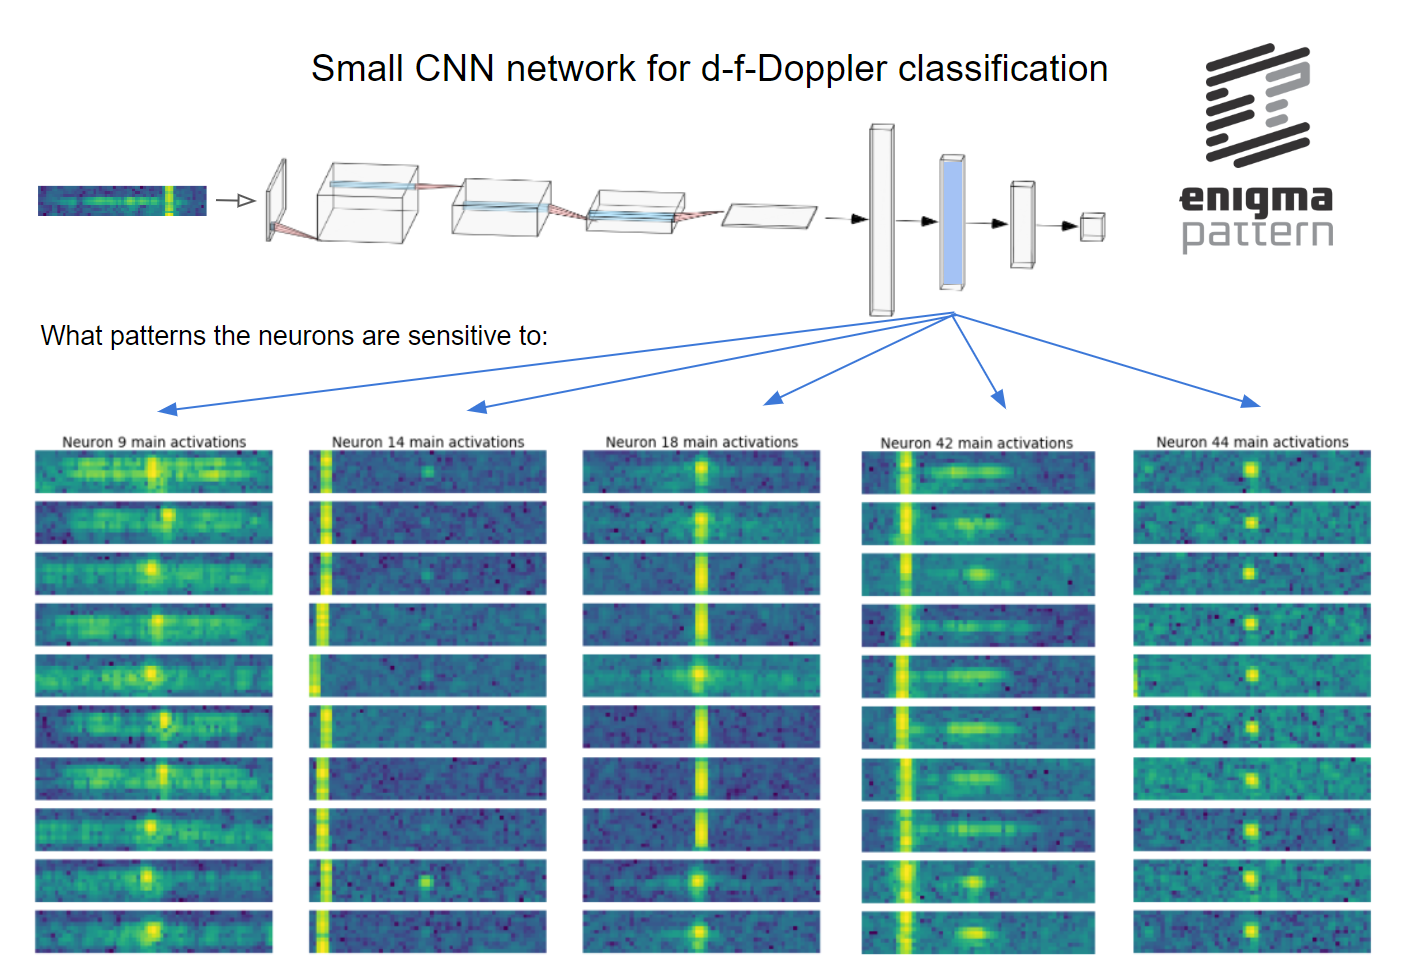 Small CNN network for d-f-Doppler classification
enigma
pattern
What patterns the neurons are sensitive to:
Neuron 9 main activations
Neuron 14 main activations
Neuron 18 main activations
Neuron 42 main activations
Neuron 44 main activations